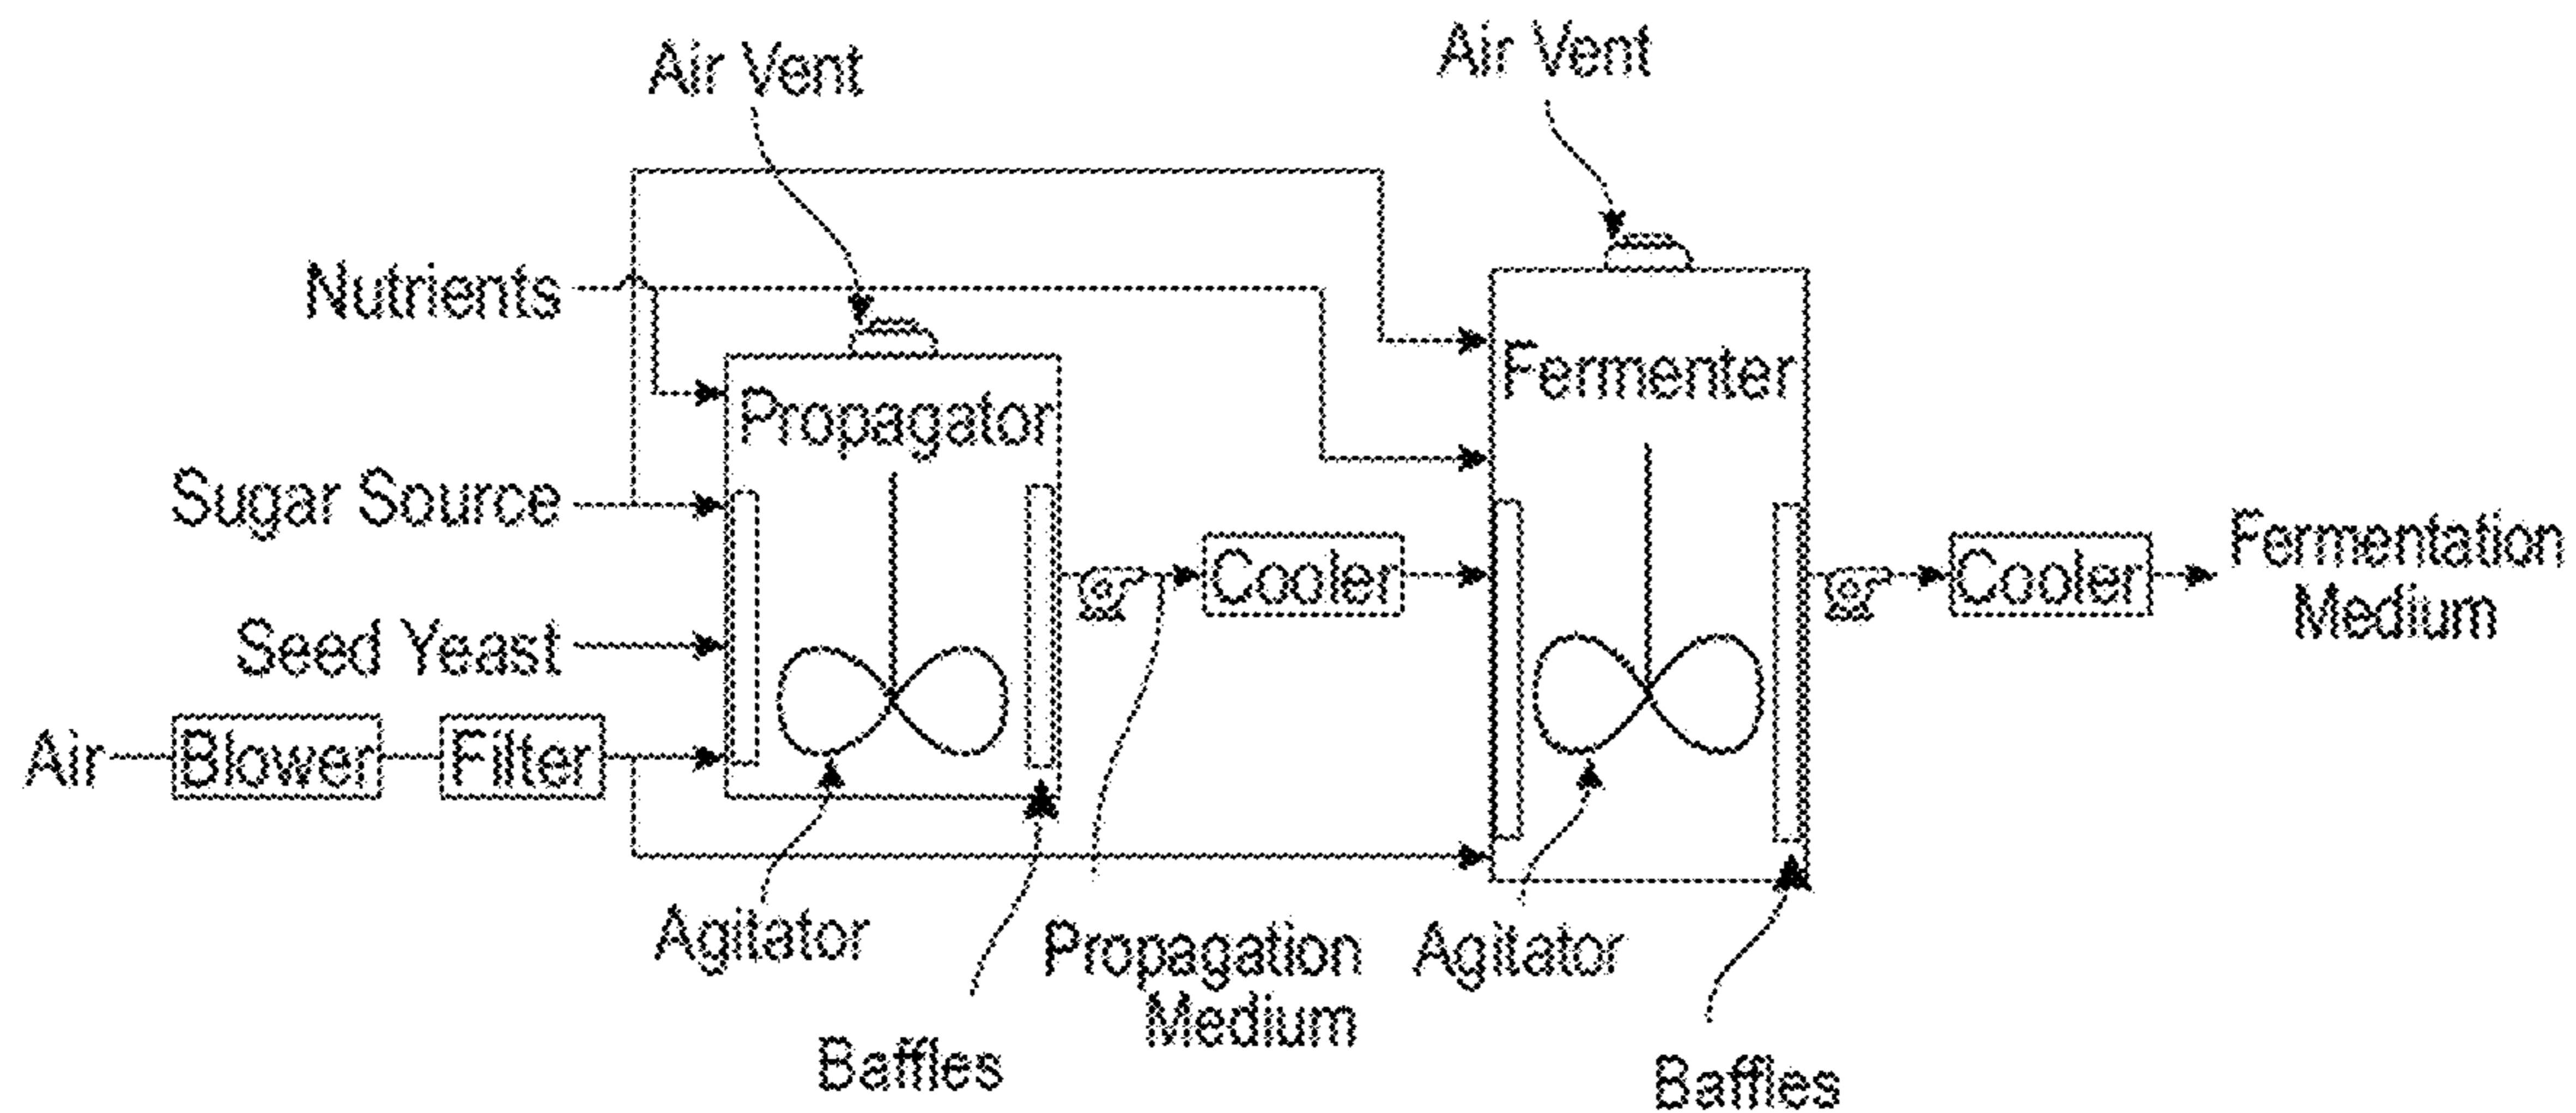 Air Vent
Air Vent
Nutrients
Propagator
Fermenter
Sugar Source
Seed Yeast
Cooler
Cooler
Fermentation
Medium
Air
Blower
Filter
Agitator
Baffles
Propagation
Medium
Agitator
Baffles